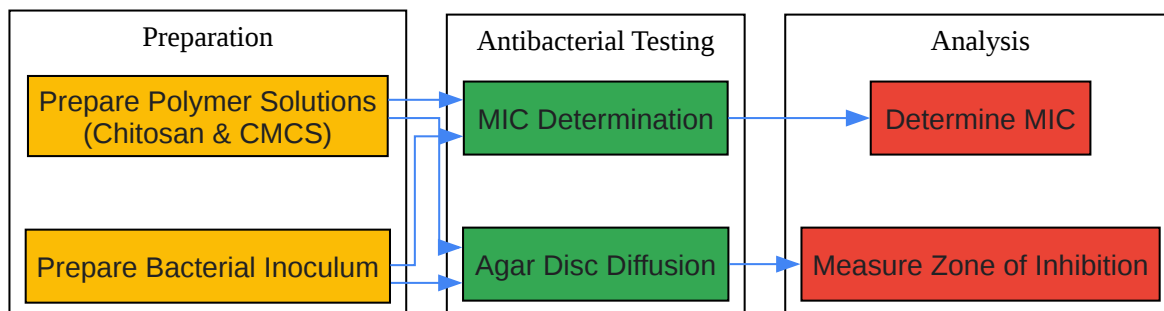 Preparation
Prepare Polymer Solutions
(Chitosan & CMCS)
Prepare Bacterial Inoculum
Antibacterial Testing
MIC Determination
Agar Disc Diffusion
Analysis
Determine MIC
Measure Zone of Inhibition